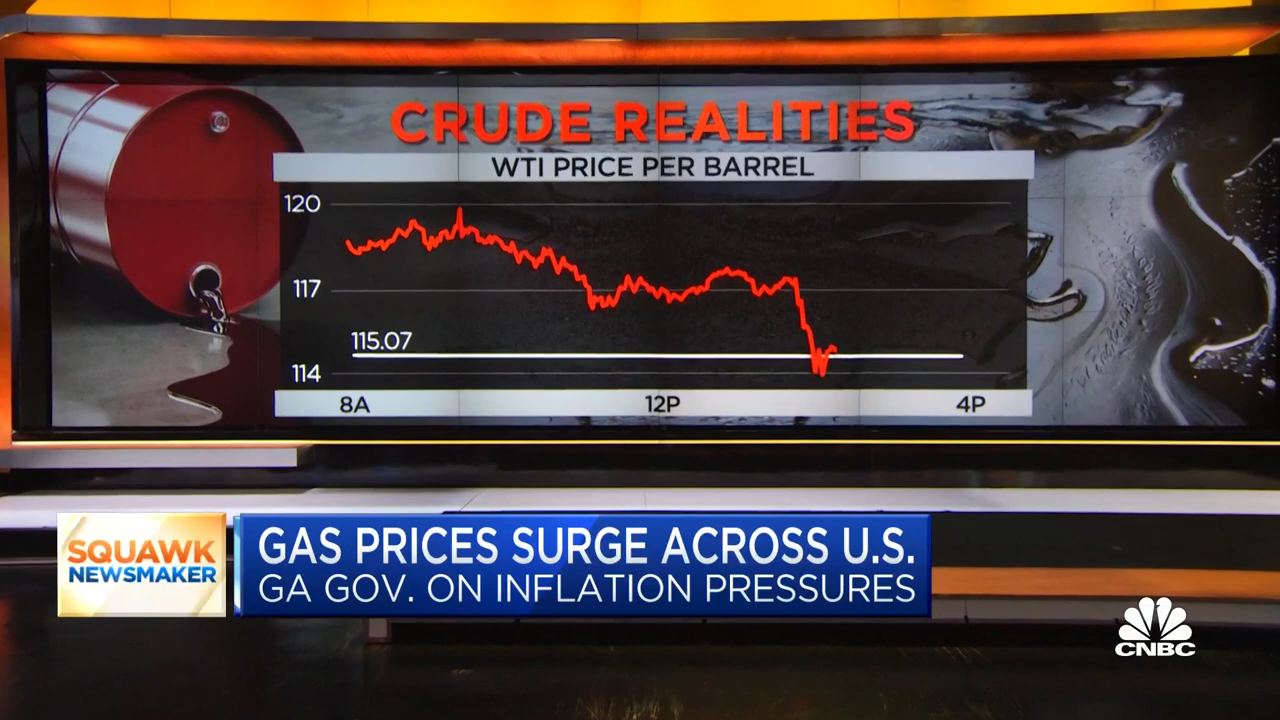 CRUDE REALITIES
WTI PRICE PER BARREL
120
117
115.07
114
8A 12P 4P
SQUAWK
NEWSMAKER
GAS PRICES SURGE ACROSS U.S.
GA GOV. ON INFLATION PRESSURES
CNBC